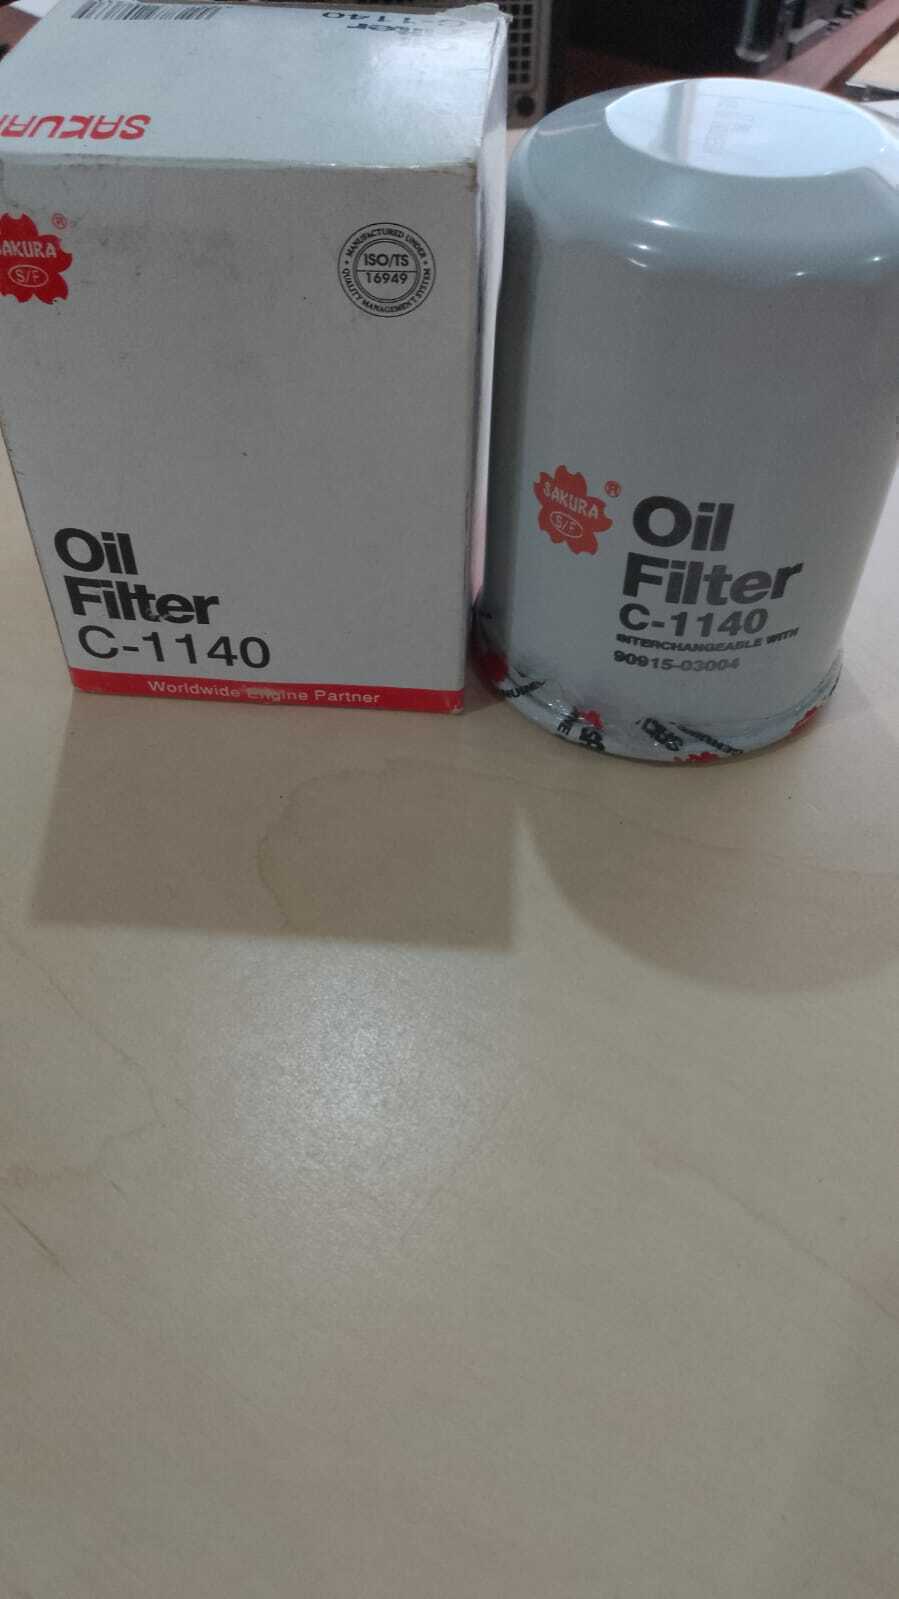 C-1140
SAKURA
SAKURA
S/F
MANUFACTURED UNDER
ISO/TS
16949
QUALITY MANAGEMENT SYSTEM
Oil
Filter
C-1140
Worldwide Engine Partner
SAKURA
S/F
Oil
Filter
C-1140
INTERCHANGEABLE WITH
90915-03004